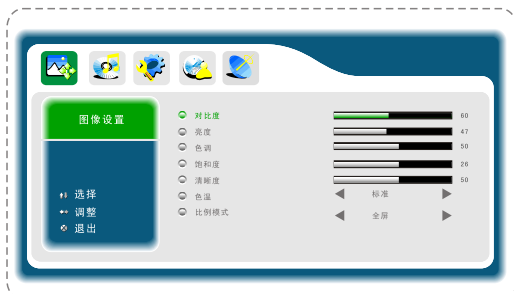 图像设置
选择
调整
退出
对比度 60
亮度 47
色调 50
饱和度 26
清晰度 50
色温 标准
比例模式 全屏